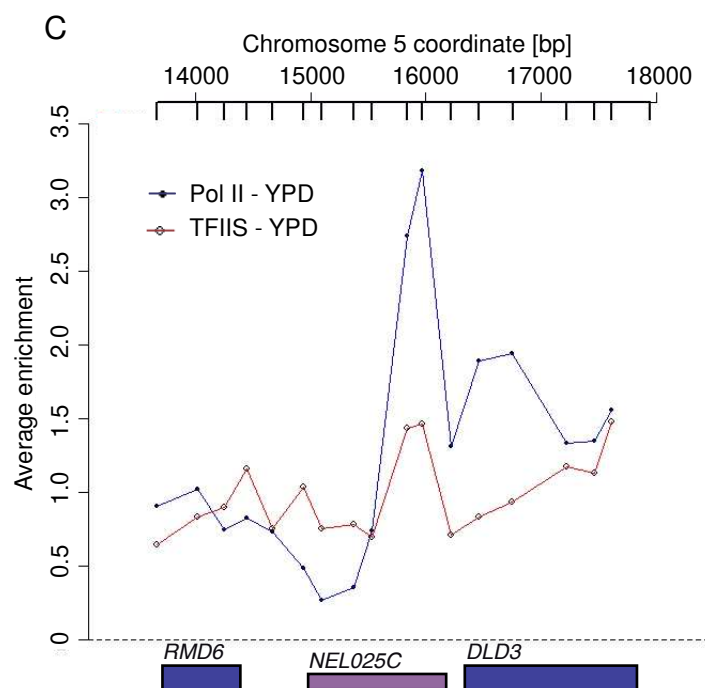 C
Chromosome 5 coordinate [bp]
14000 15000 16000 17000 18000
3.5
3.0
2.5
2.0
1.5
1.0
0.5
0
Average enrichment
Pol II - YPD
TFIIS - YPD
RMD6
NEL025C
DLD3